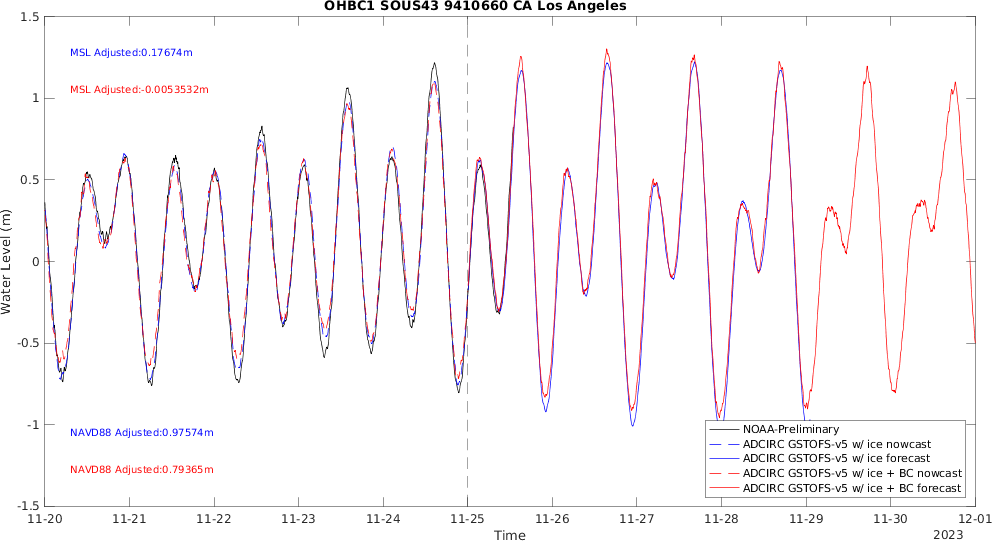 OHBC1 SOUS43 9410660 CA Los Angeles
1.5
MSL Adjusted:0.17674m
MSL Adjusted:-0.0053532m
1
0.5
0
Water Level (m)
-0.5
-1
NAVD88 Adjusted:0.97574m
NAVD88 Adjusted:0.79365m
NOAA-Preliminary
ADCIRC GSTOFS-v5 w/ ice nowcast
ADCIRC GSTOFS-v5 w/ ice forecast
ADCIRC GSTOFS-v5 w/ ice + BC nowcast
ADCIRC GSTOFS-v5 w/ ice + BC forecast
-1.5
11-20 11-21 11-22 11-23 11-24 11-25 11-26 11-27 11-28 11-29 11-30 12-01
Time
2023